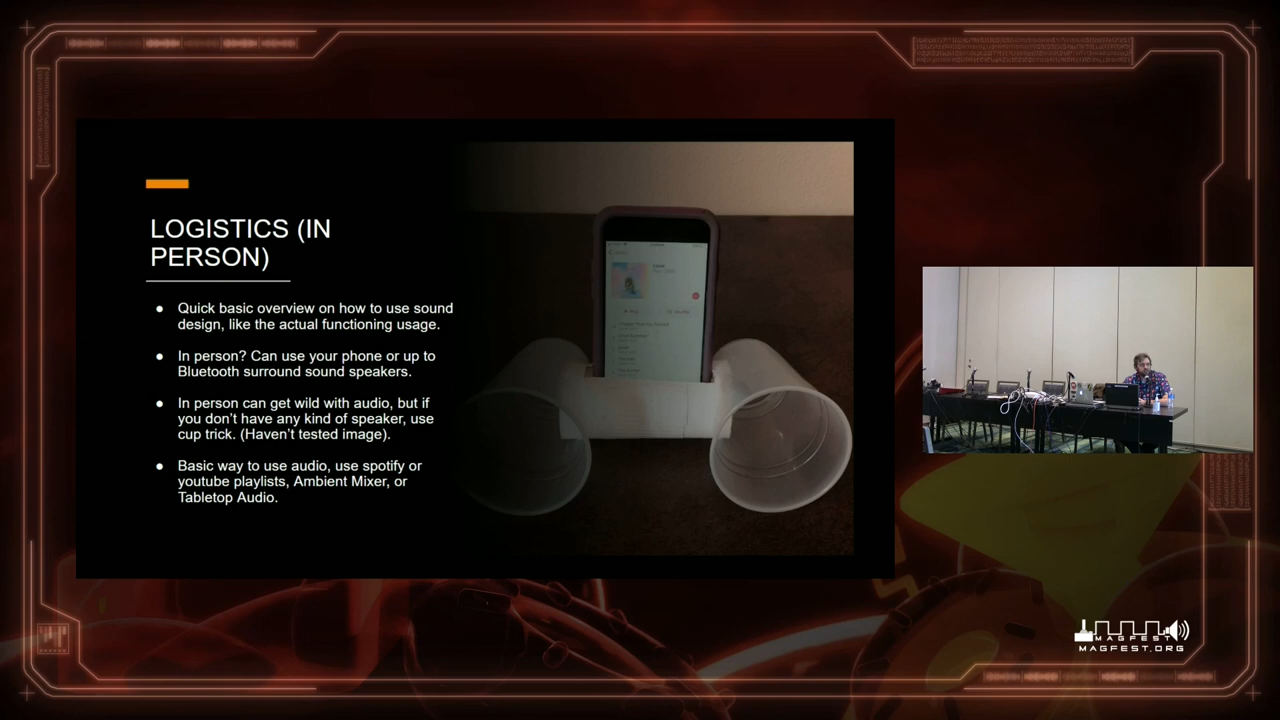 LOGISTICS (IN
PERSON)
● Quick basic overview on how to use sound
design, like the actual functioning usage.
● In person? Can use your phone or up to
Bluetooth surround sound speakers.
● In person can get wild with audio, but if
you don't have any kind of speaker, use
cup trick. (Haven't tested image).
● Basic way to use audio, use spotify or
youtube playlists, Ambient Mixer, or
Tabletop Audio.
MAGFEST
MAGFEST.ORG